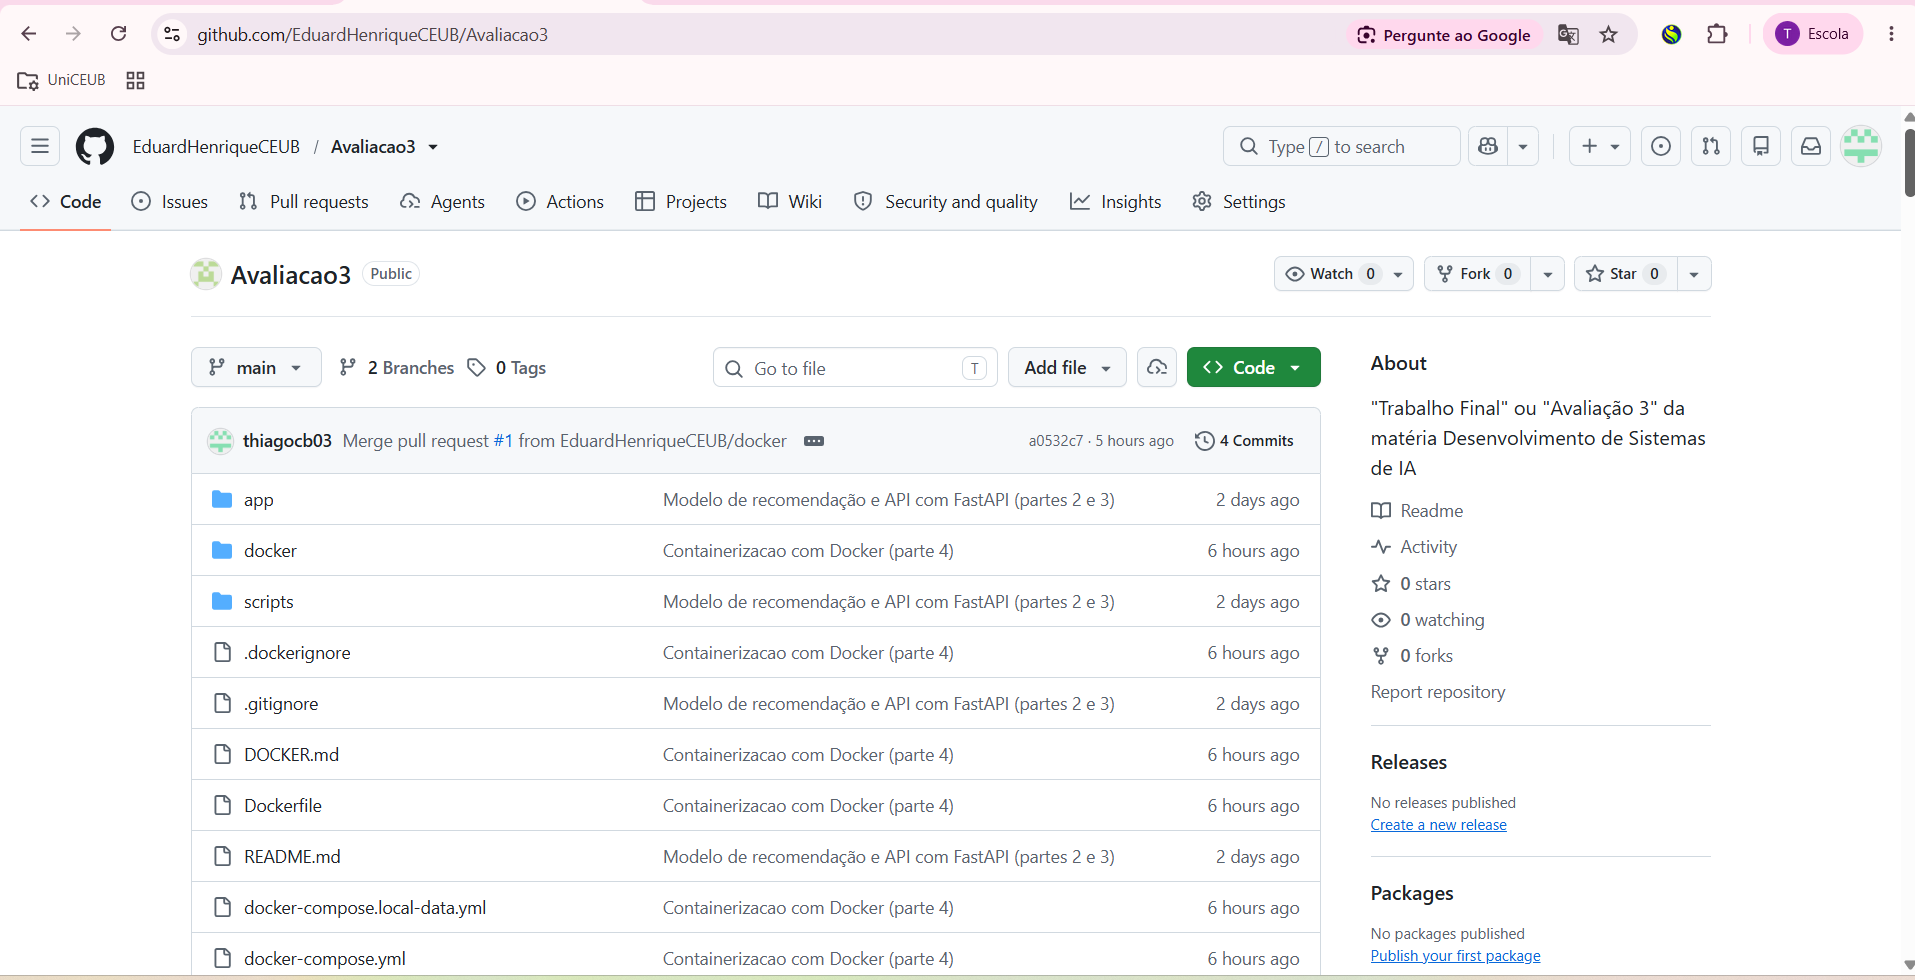 github.com/EduardHenriqueCEUB/Avaliacao3
Pergunte ao Google
T
Escola
UniCEUB
EduardHenriqueCEUB / Avaliacao3
Type / to search
Code
Issues
Pull requests
Agents
Actions
Projects
Wiki
Security and quality
Insights
Settings
Avaliacao3 Public
Watch 0
Fork 0
Star 0
main
2 Branches
0 Tags
Go to file T
Add file
Code
thiagocb03 Merge pull request #1 from EduardHenriqueCEUB/docker a0532c7 · 5 hours ago 4 Commits
app Modelo de recomendação e API com FastAPI (partes 2 e 3) 2 days ago
docker Containerizacao com Docker (parte 4) 6 hours ago
scripts Modelo de recomendação e API com FastAPI (partes 2 e 3) 2 days ago
.dockerignore Containerizacao com Docker (parte 4) 6 hours ago
.gitignore Modelo de recomendação e API com FastAPI (partes 2 e 3) 2 days ago
DOCKER.md Containerizacao com Docker (parte 4) 6 hours ago
Dockerfile Containerizacao com Docker (parte 4) 6 hours ago
README.md Modelo de recomendação e API com FastAPI (partes 2 e 3) 2 days ago
docker-compose.local-data.yml Containerizacao com Docker (parte 4) 6 hours ago
docker-compose.yml Containerizacao com Docker (parte 4) 6 hours ago
About
"Trabalho Final" ou "Avaliação 3" da
matéria Desenvolvimento de Sistemas
de IA
Readme
Activity
0 stars
0 watching
0 forks
Report repository
Releases
No releases published
Create a new release
Packages
No packages published
Publish your first package